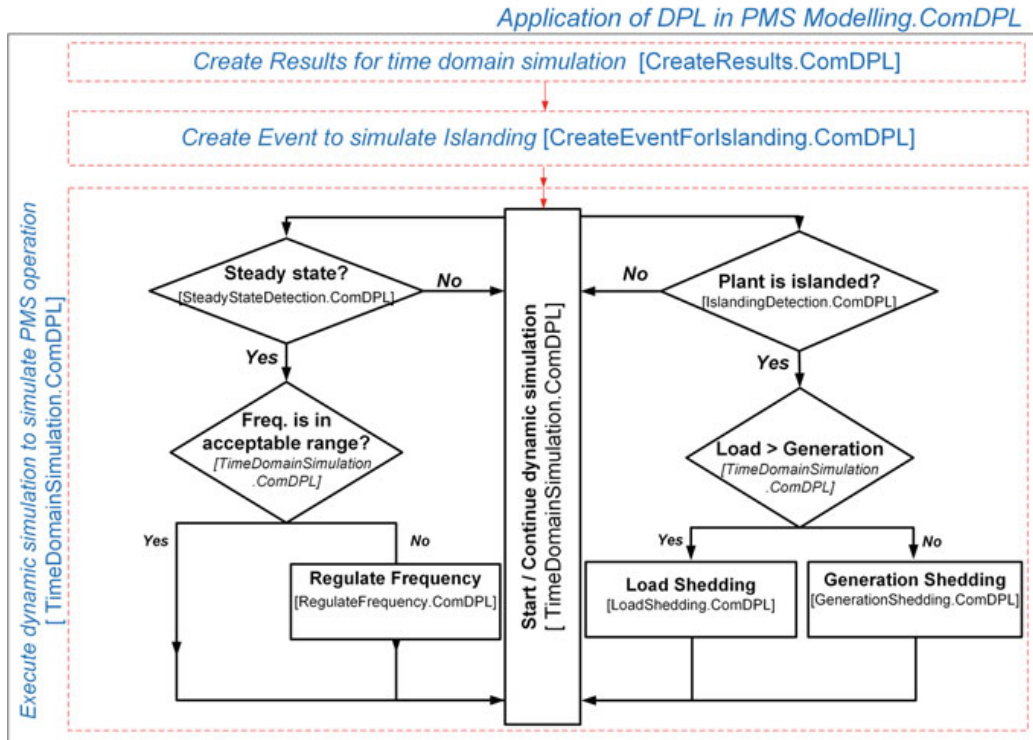 Application of DPL in PMS Modelling.ComDPL
Create Results for time domain simulation [CreateResults.ComDPL]
Create Event to simulate Islanding [CreateEventForIslanding.ComDPL]
Execute dynamic simulation to simulate PMS operation
[ TimeDomainSimulation.ComDPL]
Steady state?
[SteadyStateDetection.ComDPL]
No
Yes
Freq. is in
acceptable range?
[TimeDomainSimulation
.ComDPL]
Yes
No
Regulate Frequency
[RegulateFrequency.ComDPL]
Start / Continue dynamic simulation
[ TimeDomainSimulation.ComDPL]
Plant is islanded?
[IslandingDetection.ComDPL]
No
Yes
Load > Generation
[TimeDomainSimulation
.ComDPL]
Yes
No
Load Shedding
[LoadShedding.ComDPL]
Generation Shedding
[GenerationShedding.ComDPL]